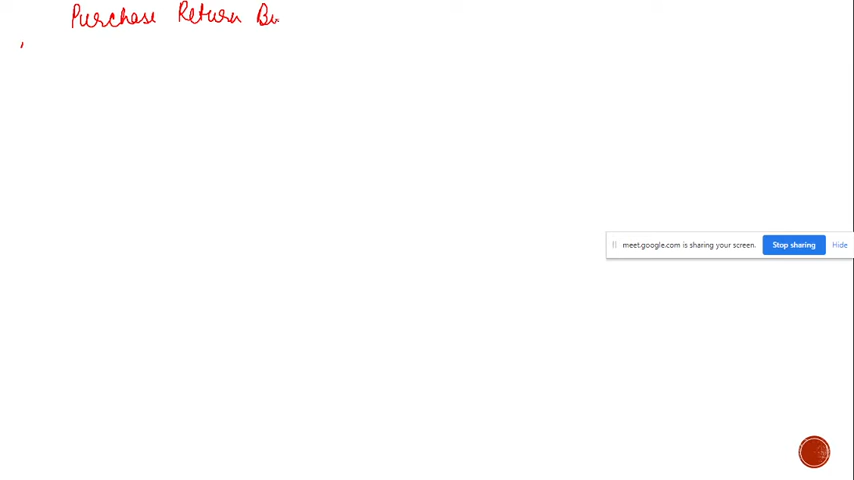 Purchase Return
meet.google.com is sharing your screen. Stop sharing Hide